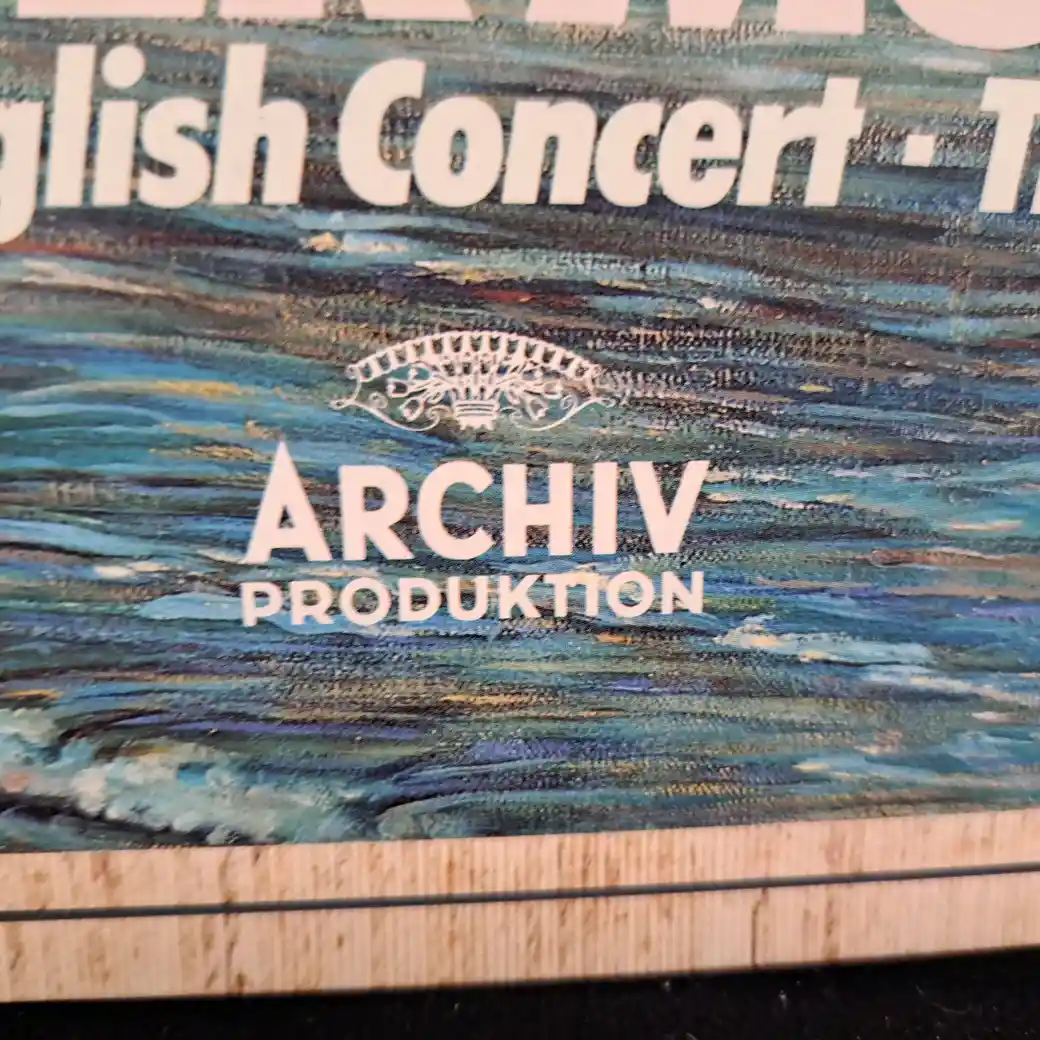 glish Concert · T
ARCHIV
PRODUKTION